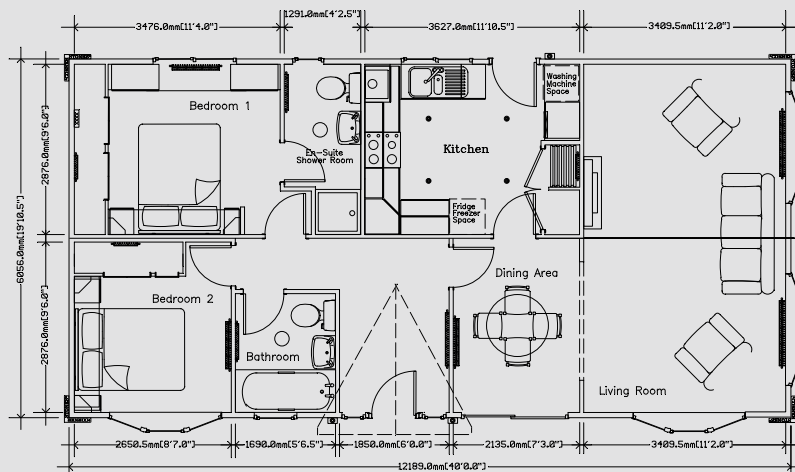 1291.0mm[4'2.5"]
3476.0mm[11'4.0"]
3627.0mm[11'10.5"]
3409.5mm[11'2.0"]
Washing
Machine
Space
Bedroom 1
2876.0mm[9'6.0"]
En-Suite
Shower Room
Kitchen
Fridge
Freezer
Space
6056.0mm[19'10.5"]
Dining Area
Bedroom 2
2876.0mm[9'6.0"]
Bathroom
Living Room
2650.5mm[8'7.0"]
1690.0mm[5'6.5"]
1850.0mm[6'0.0"]
2135.0mm[7'3.0"]
3409.5mm[11'2.0"]
12189.0mm[40'0.0"]